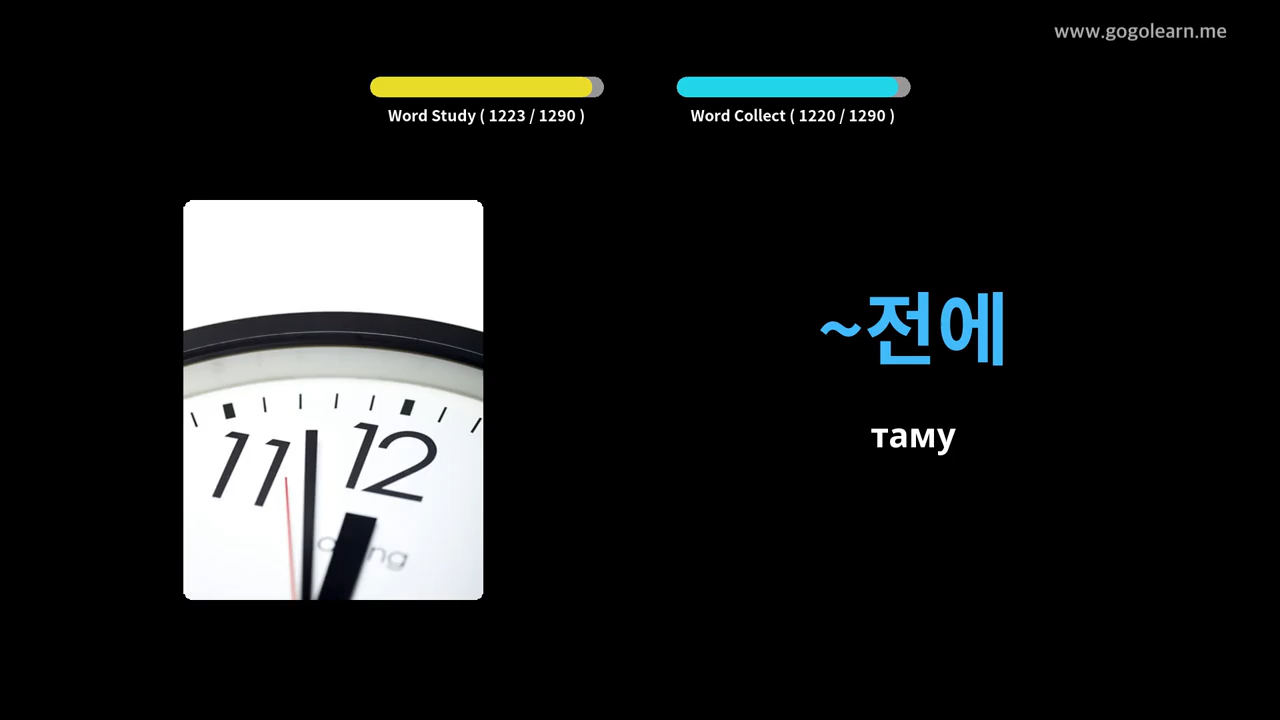 www.gogolearn.me
Word Study ( 1223 / 1290 )
Word Collect ( 1220 / 1290 )
11 12
~전에
таму